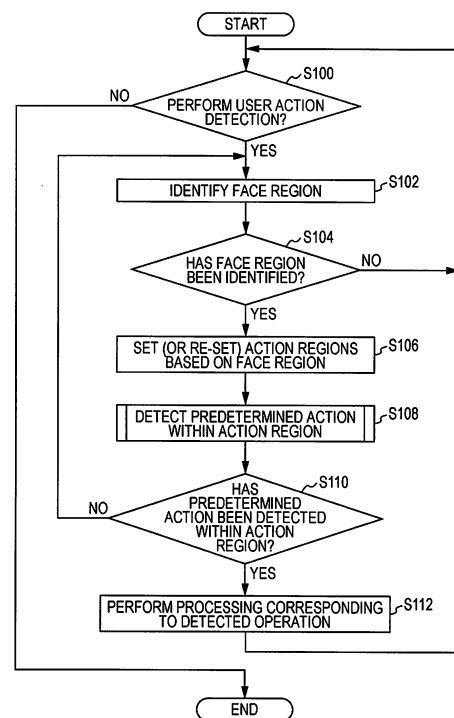 START
S100
NO
PERFORM USER ACTION
DETECTION?
YES
S102
IDENTIFY FACE REGION
S104
HAS FACE REGION
BEEN IDENTIFIED?
NO
YES
S106
SET (OR RE-SET) ACTION REGIONS
BASED ON FACE REGION
S108
DETECT PREDETERMINED ACTION
WITHIN ACTION REGION
S110
NO
HAS
PREDETERMINED
ACTION BEEN DETECTED
WITHIN ACTION
REGION?
YES
S112
PERFORM PROCESSING CORRESPONDING
TO DETECTED OPERATION
END